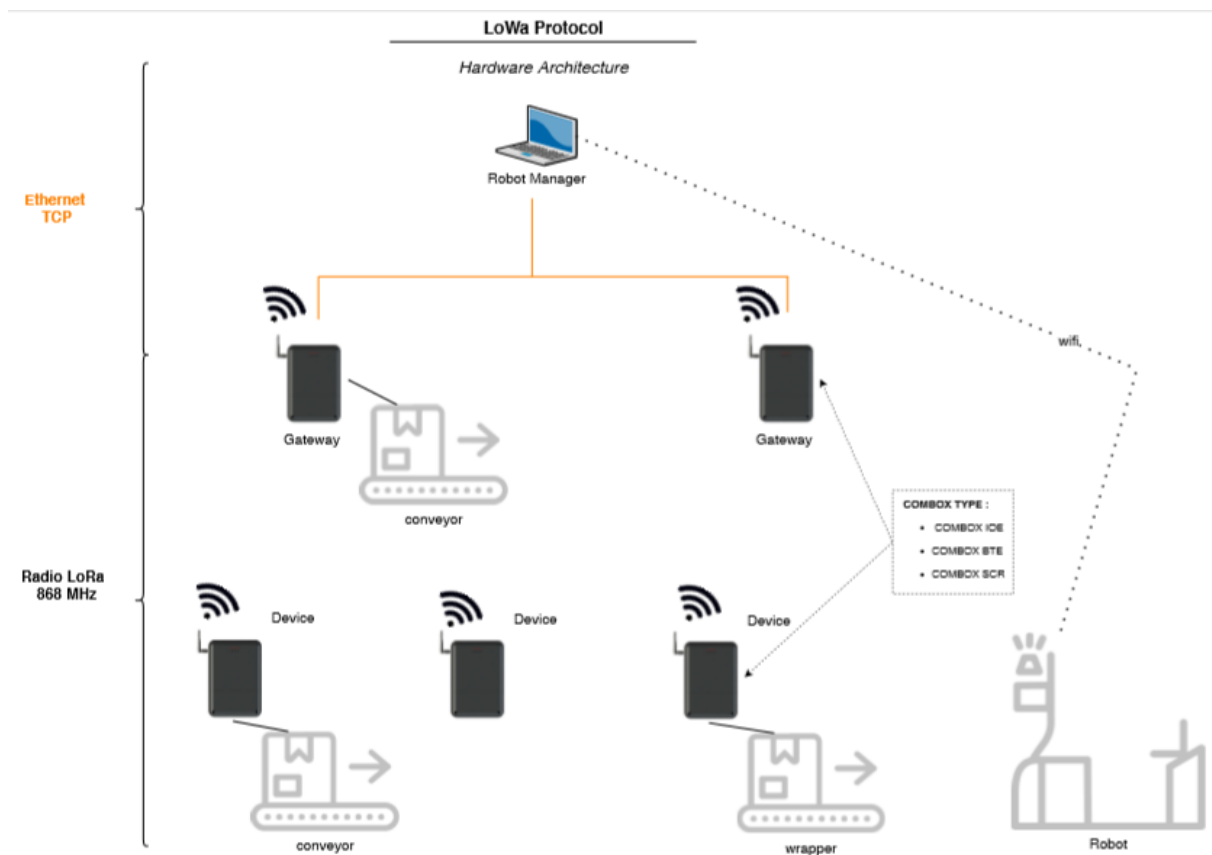 LoWa Protocol
Hardware Architecture
Robot Manager
Ethernet
TCP
wifi,
Gateway
Gateway
conveyor
COMBOX TYPE :
• COMBOX IOE
• COMBOX BTE
• COMBOX SCR
Radio LoRa
868 MHz
Device
Device
Device
conveyor
wrapper
Robot